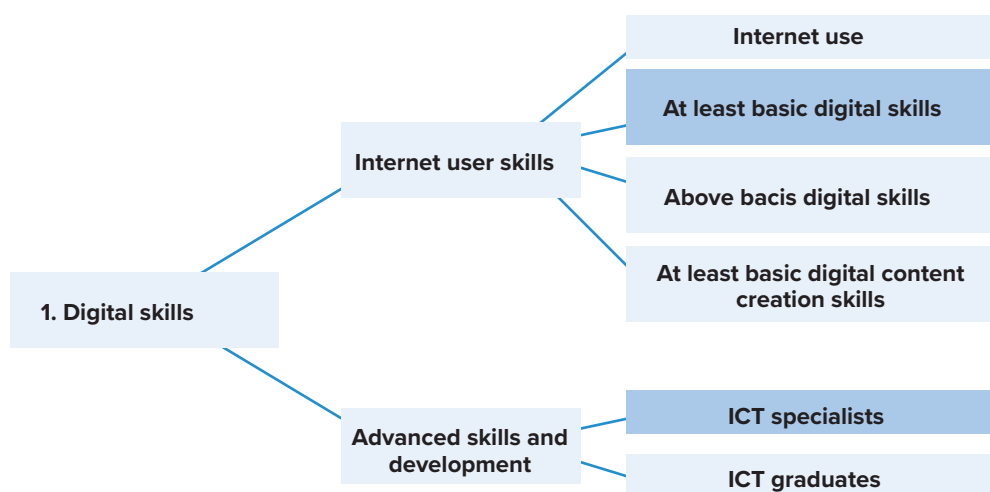 Internet use
At least basic digital skills
Internet user skills
Above bacis digital skills
At least basic digital content
creation skills
1. Digital skills
Advanced skills and
development
ICT specialists
ICT graduates